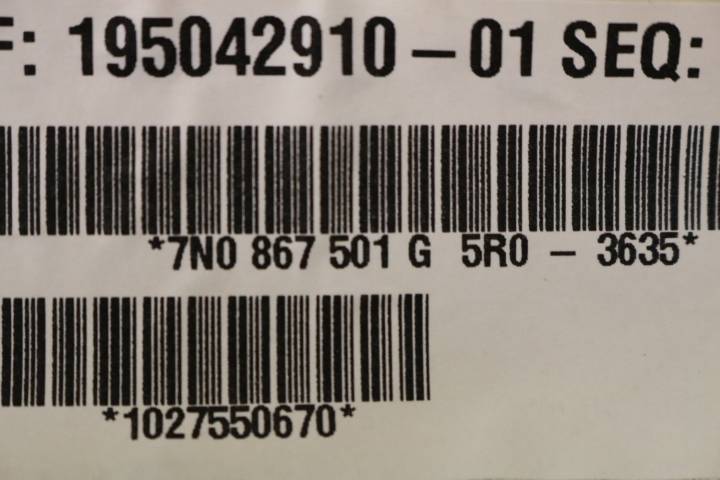 F: 195042910-01 SEQ:
*7N0 867 501 G 5R0 - 3635*
*1027550670*